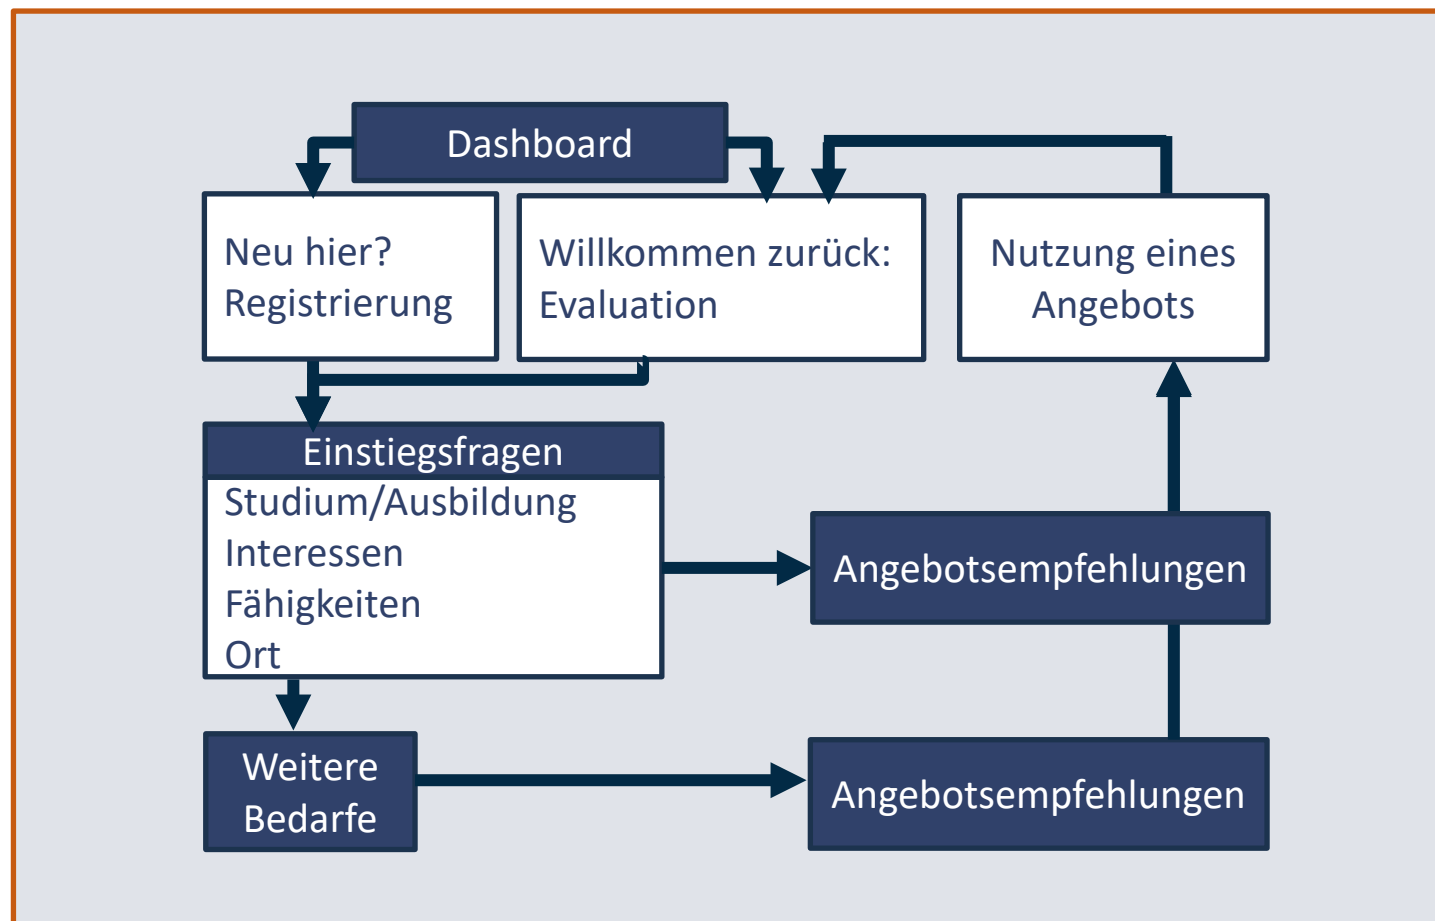 Dashboard
Neu hier?
Registrierung
Willkommen zurück:
Evaluation
Nutzung eines
Angebots
Einstiegsfragen
Studium/Ausbildung
Interessen
Fähigkeiten
Ort
Angebotsempfehlungen
Weitere
Bedarfe
Angebotsempfehlungen